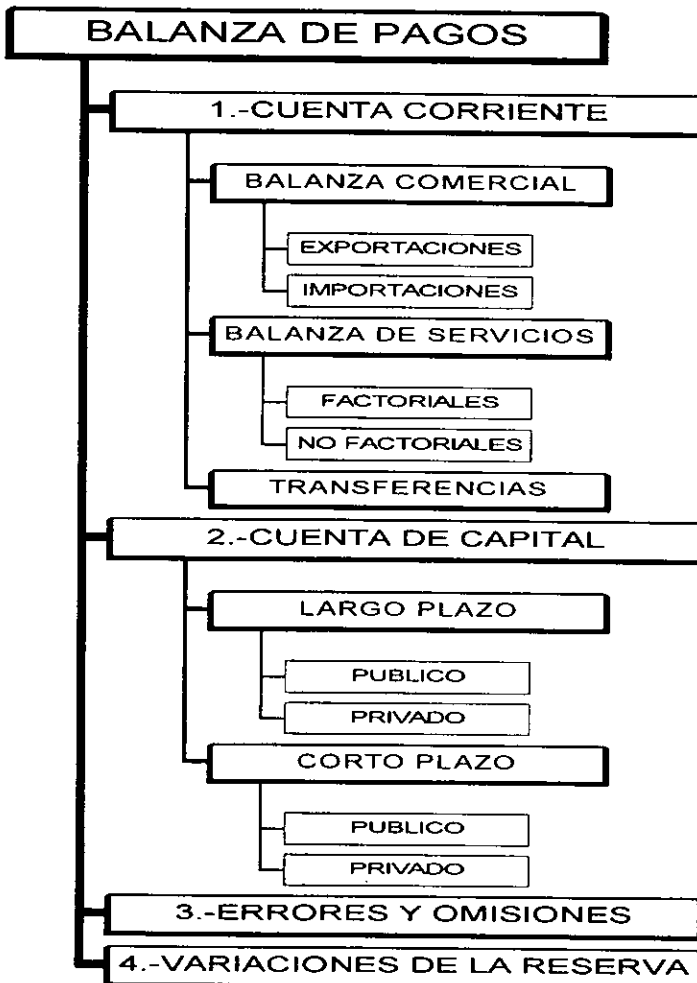 BALANZA DE PAGOS
1.-CUENTA CORRIENTE
BALANZA COMERCIAL
EXPORTACIONES
IMPORTACIONES
BALANZA DE SERVICIOS
FACTORIALES
NO FACTORIALES
TRANSFERENCIAS
2.-CUENTA DE CAPITAL
LARGO PLAZO
PUBLICO
PRIVADO
CORTO PLAZO
PUBLICO
PRIVADO
3.-ERRORES Y OMISIONES
4.-VARIACIONES DE LA RESERVA